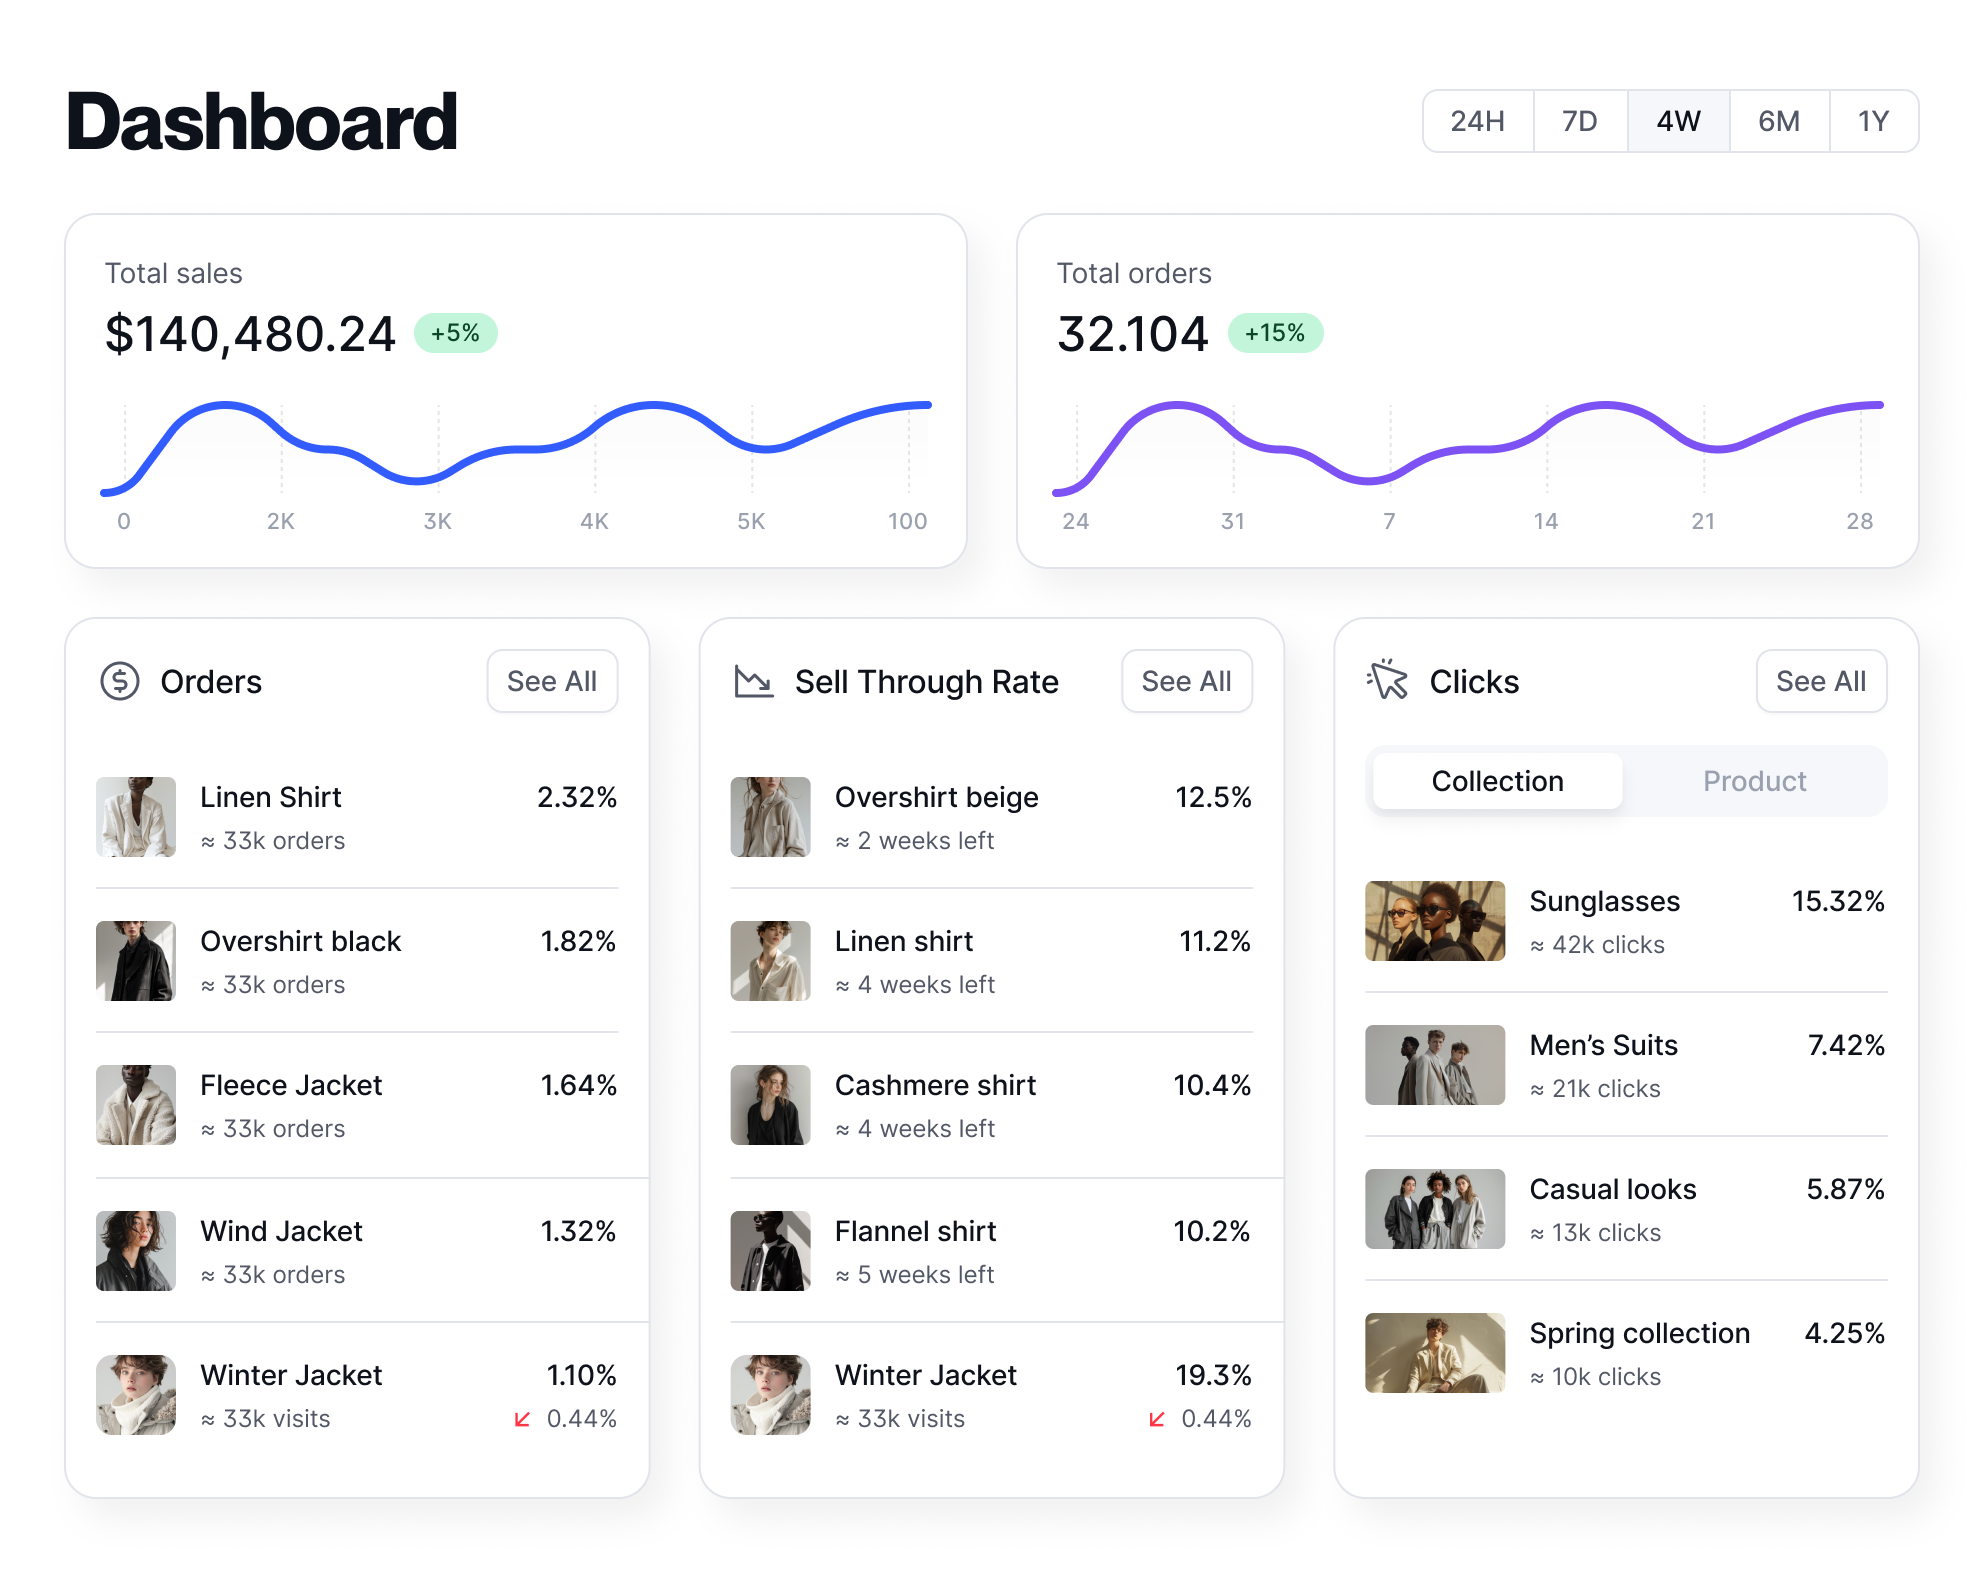 Dashboard
24H 7D 4W 6M 1Y
Total sales
$140,480.24 +5%
0 2K 3K 4K 5K 100
Total orders
32.104 +15%
24 31 7 14 21 28
Orders See All
Linen Shirt 2.32%
≈ 33k orders
Overshirt black 1.82%
≈ 33k orders
Fleece Jacket 1.64%
≈ 33k orders
Wind Jacket 1.32%
≈ 33k orders
Winter Jacket 1.10%
≈ 33k visits 0.44%
Sell Through Rate See All
Overshirt beige 12.5%
≈ 2 weeks left
Linen shirt 11.2%
≈ 4 weeks left
Cashmere shirt 10.4%
≈ 4 weeks left
Flannel shirt 10.2%
≈ 5 weeks left
Winter Jacket 19.3%
≈ 33k visits 0.44%
Clicks See All
Collection Product
Sunglasses 15.32%
≈ 42k clicks
Men’s Suits 7.42%
≈ 21k clicks
Casual looks 5.87%
≈ 13k clicks
Spring collection 4.25%
≈ 10k clicks